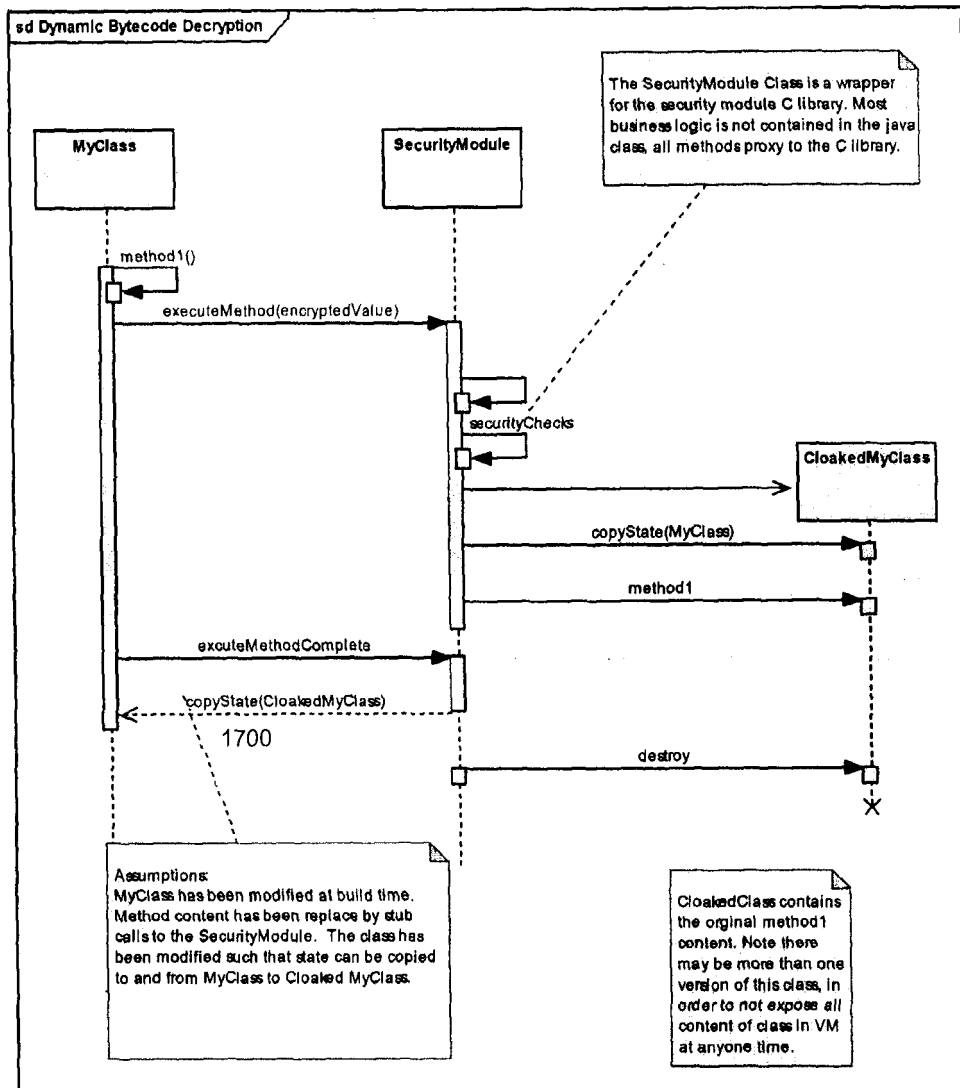 sd Dynamic Bytecode Decryption
The SecurityModule Class is a wrapper
for the security module C library. Most
business logic is not contained in the java
class, all methods proxy to the C library.
MyClass
SecurityModule
method1()
executeMethod(encryptedValue)
securityChecks
CloakedMyClass
copyState(MyClass)
method1
excuteMethodComplete
copyState(CloakedMyClass)
1700
destroy
Assumptions:
MyClass has been modified at build time.
Method content has been replace by stub
calls to the SecurityModule. The class has
been modified such that state can be copied
to and from MyClass to Cloaked MyClass.
CloakedClass contains
the orginal method1
content. Note there
may be more than one
version of this class, in
order to not expose all
content of class in VM
at anyone time.